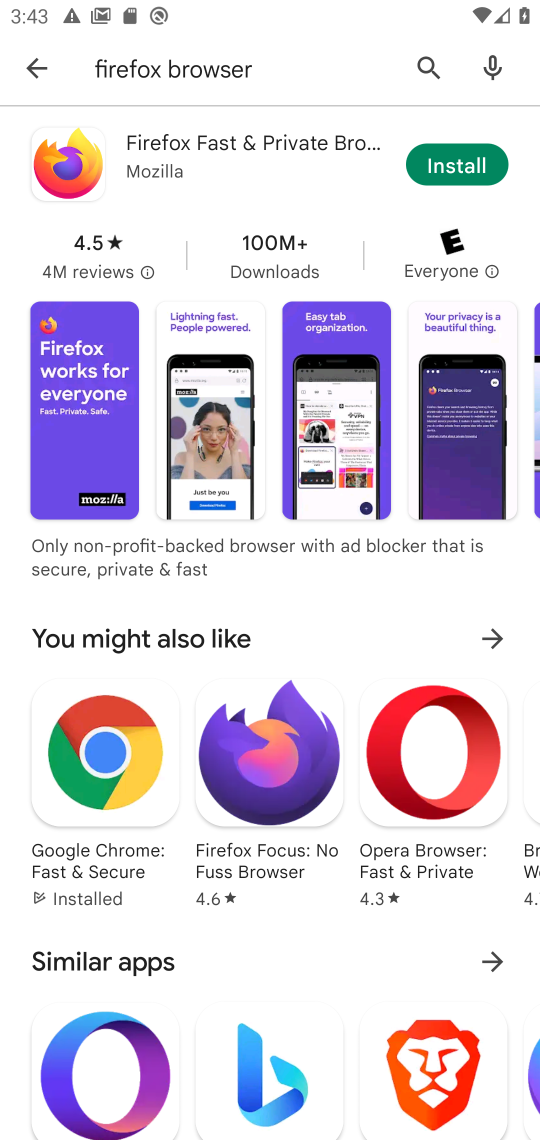 3:43
firefox browser
Firefox Fast & Private Bro...
Mozilla
Install
4.5★
4M reviews
100M+
Downloads
E
Everyone
Firefox
works for
everyone
Fast. Private. Safe.
moz://a
Lightning fast.
People powered.
moz://a
Just be you
Easy tab
organization.
Your privacy is a
beautiful thing.
Firefox Browser
Only non-profit-backed browser with ad blocker that is
secure, private & fast
You might also like
Google Chrome:
Fast & Secure
Installed
Firefox Focus: No
Fuss Browser
4.6★
Opera Browser:
Fast & Private
4.3★
Br
4.
Similar apps